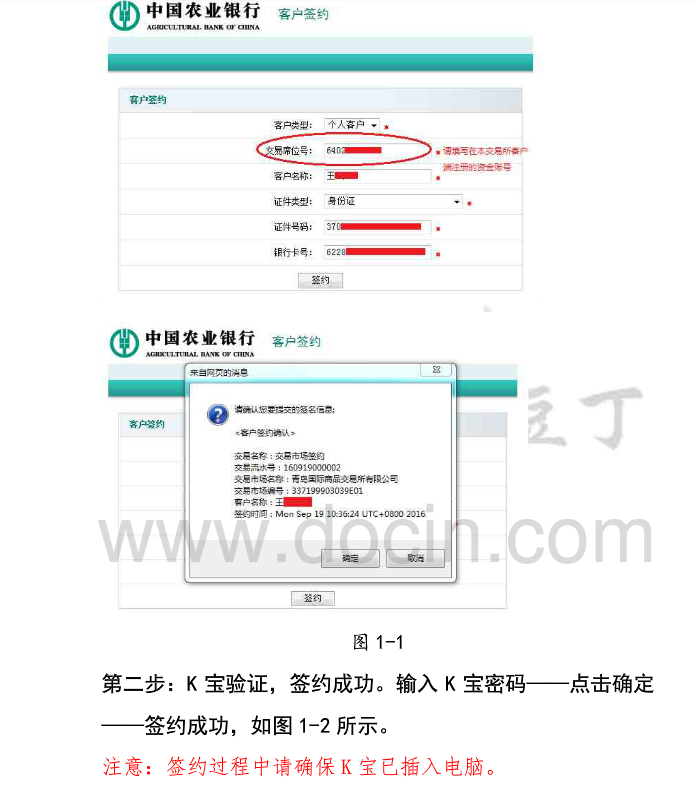 中国农业银行 客户签约
AGRICULTURAL BANK OF CHINA
客户签约
客户类型： 个人客户 *
交易席位号： 6402 * 请填写在本交易所客户
端注册的资金账号
客户名称： 王 *
证件类型： 身份证 *
证件号码： 370 *
银行卡号： 6228 *
签约
中国农业银行 客户签约
AGRICULTURAL BANK OF CHINA
来自网页的消息
客户签约
请确认您要提交的签名信息:
<客户签约确认>
交易名称：交易市场签约
交易流水号：160919000002
交易市场名称：青岛国际商品交易所有限公司
交易市场编号：337199903039E01
客户名称：王
签约时间：Mon Sep 19 10:36:24 UTC+0800 2016
确定 取消
签约
豆丁
www.docin.com
图 1-1
第二步：K 宝验证，签约成功。输入 K 宝密码——点击确定
——签约成功，如图 1-2 所示。
注意：签约过程中请确保 K 宝已插入电脑。